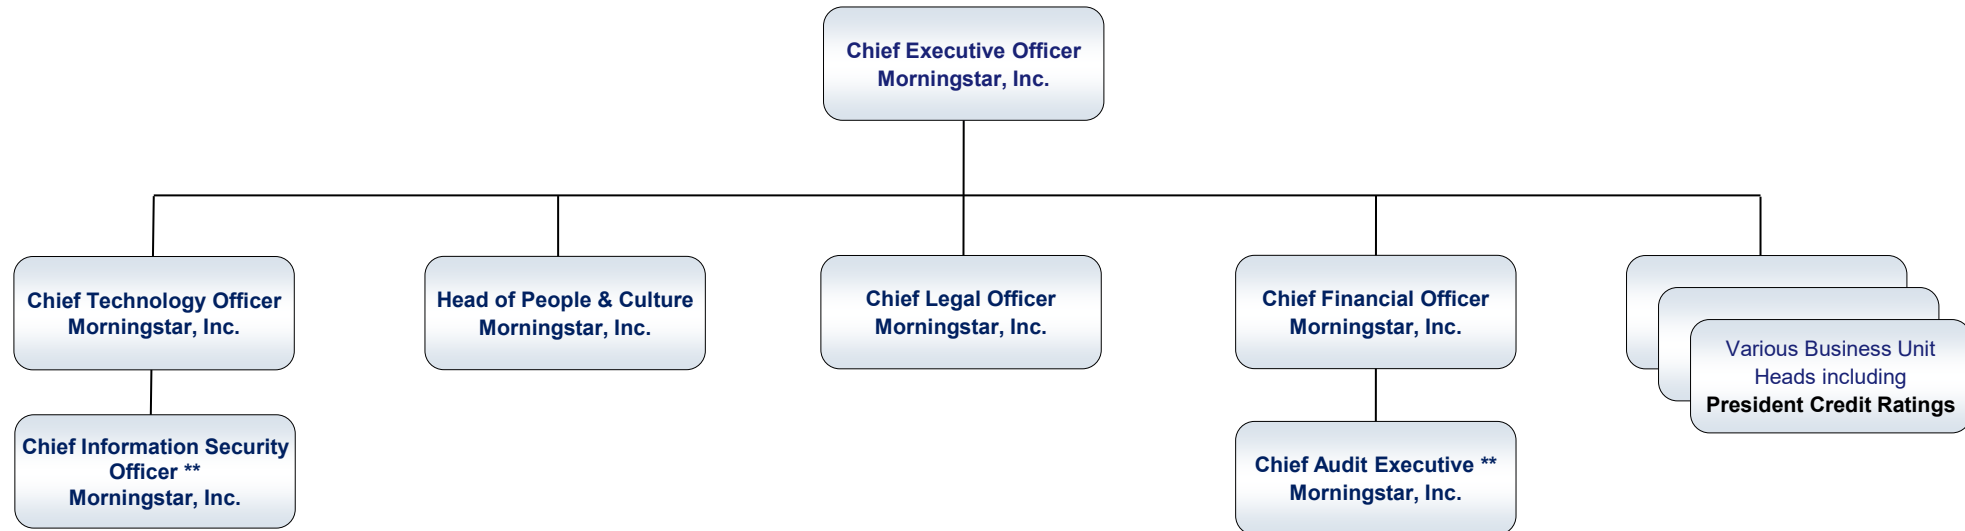 Chief Executive Officer
Morningstar, Inc.
Chief Technology Officer
Morningstar, Inc.
Head of People & Culture
Morningstar, Inc.
Chief Legal Officer
Morningstar, Inc.
Chief Financial Officer
Morningstar, Inc.
Various Business Unit
Heads including
President Credit Ratings
Chief Information Security
Officer **
Morningstar, Inc.
Chief Audit Executive **
Morningstar, Inc.